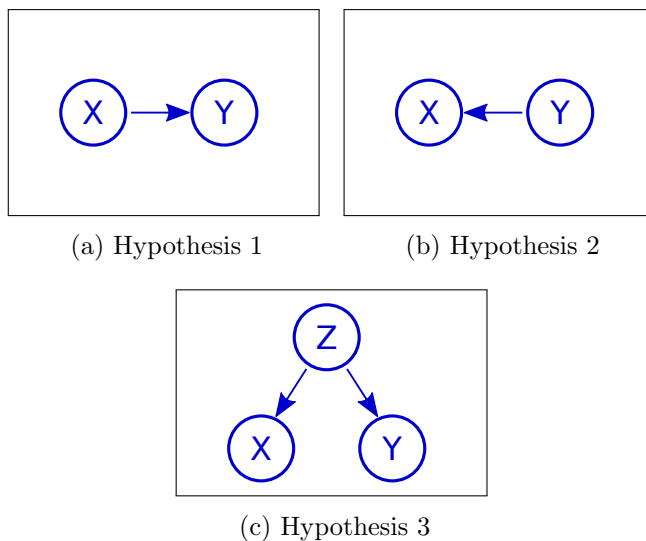 X Y
X Y
(a) Hypothesis 1
(b) Hypothesis 2
Z
X Y
(c) Hypothesis 3